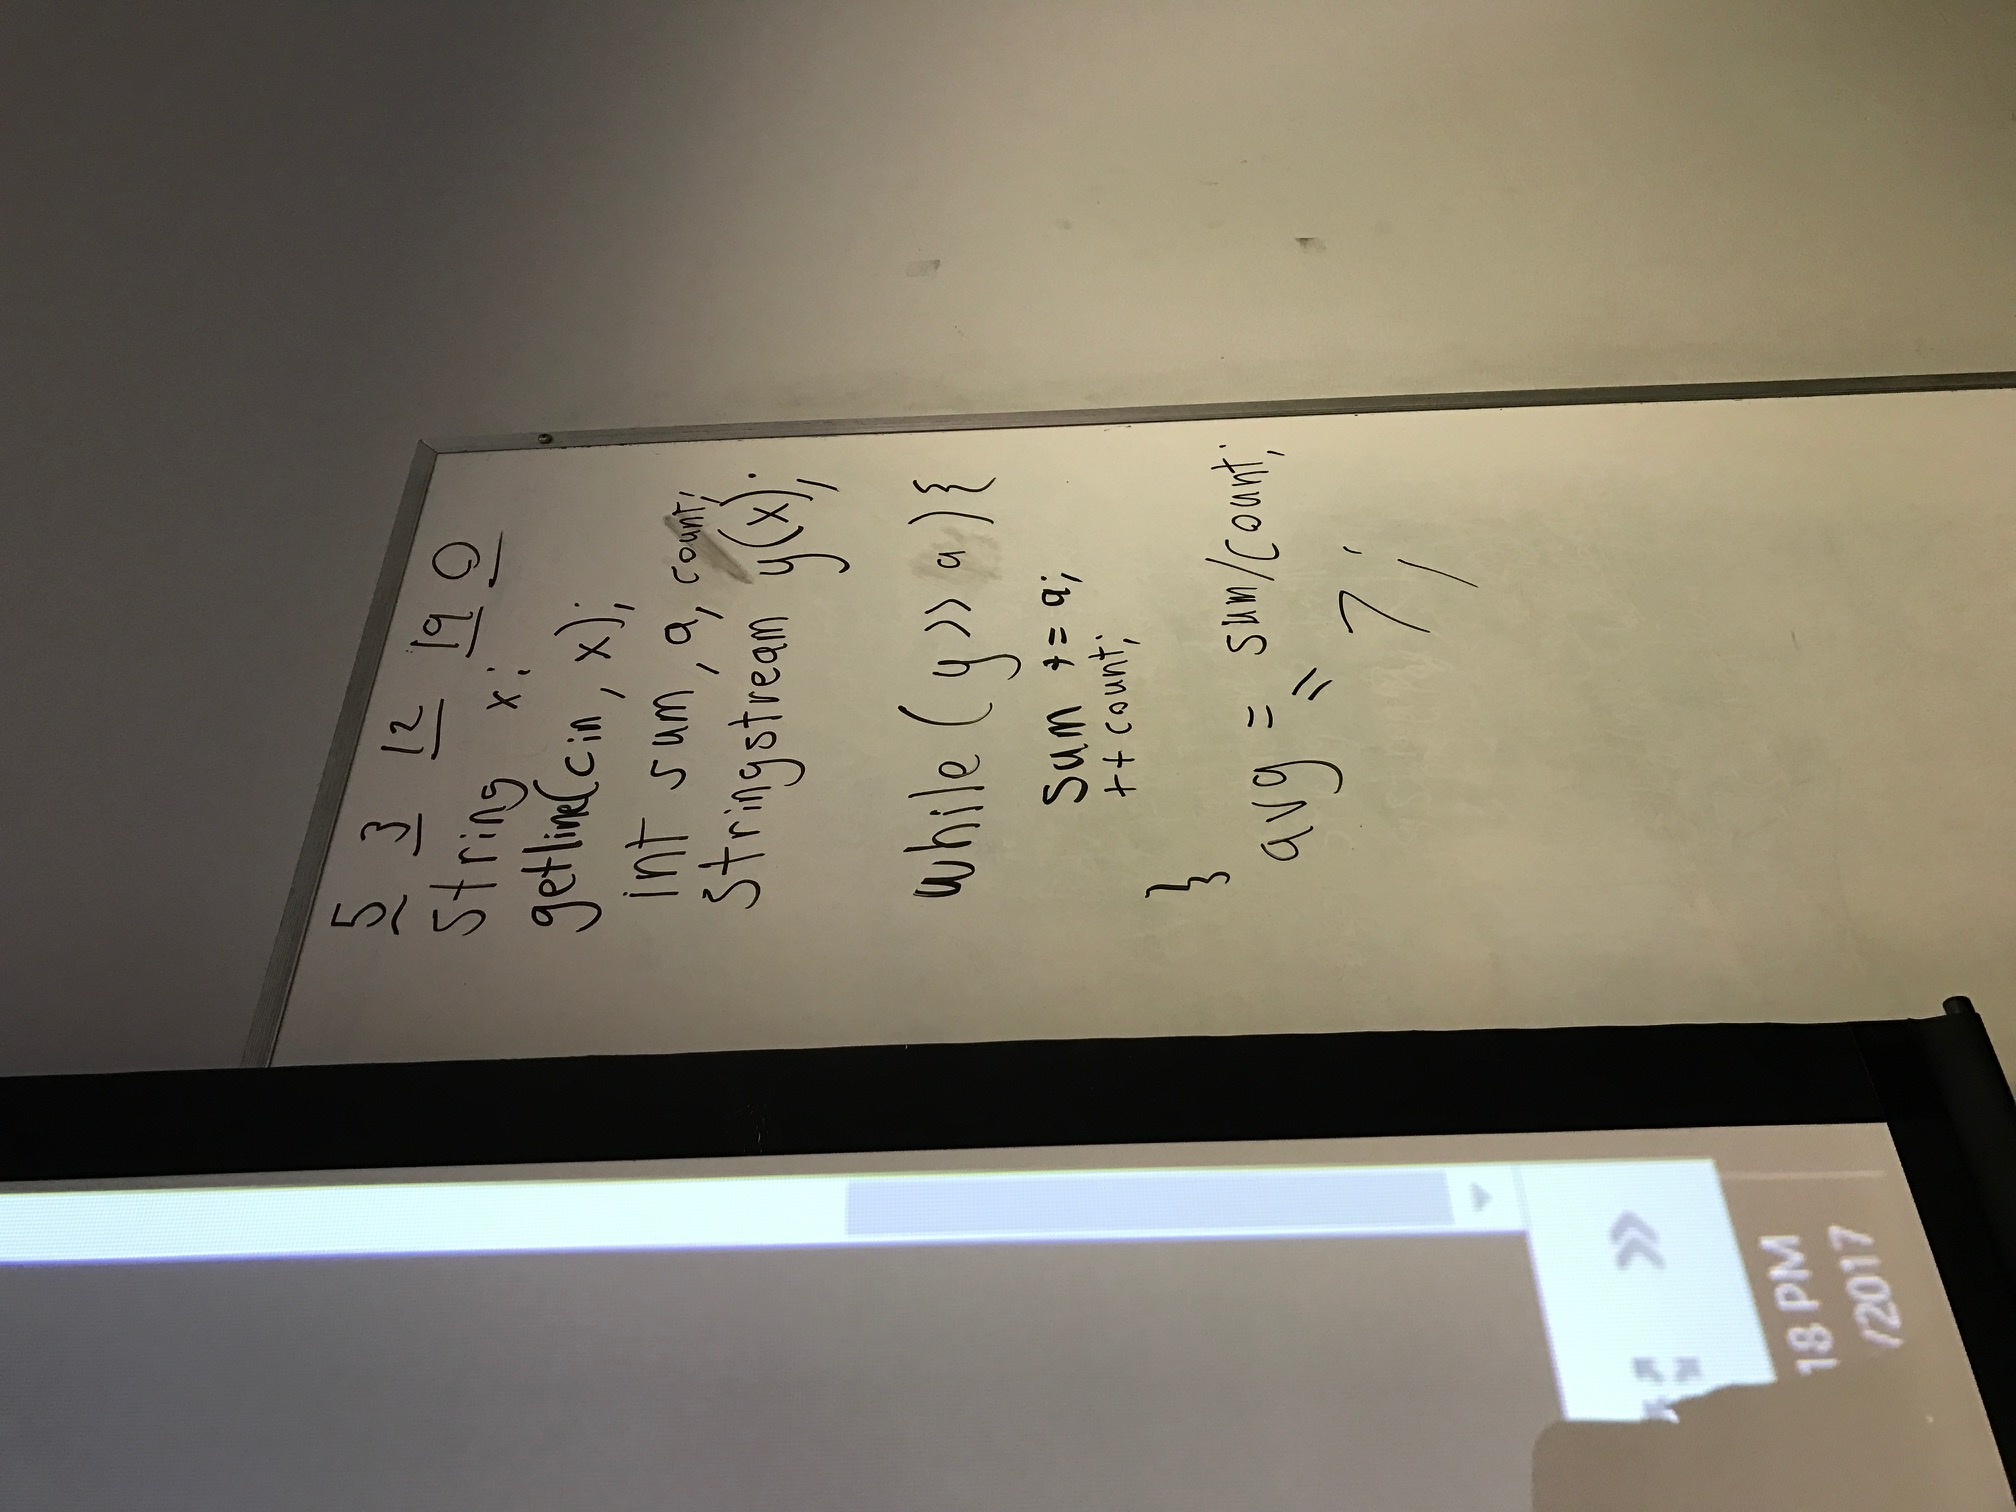 5 3 12 19 0
String x;
getline(cin, x);
int sum, a, count;
Stringstream y(x);
while (y >> a) {
sum += a;
++count;
}
avg = sum/count;
= 7;
18 PM
/2017